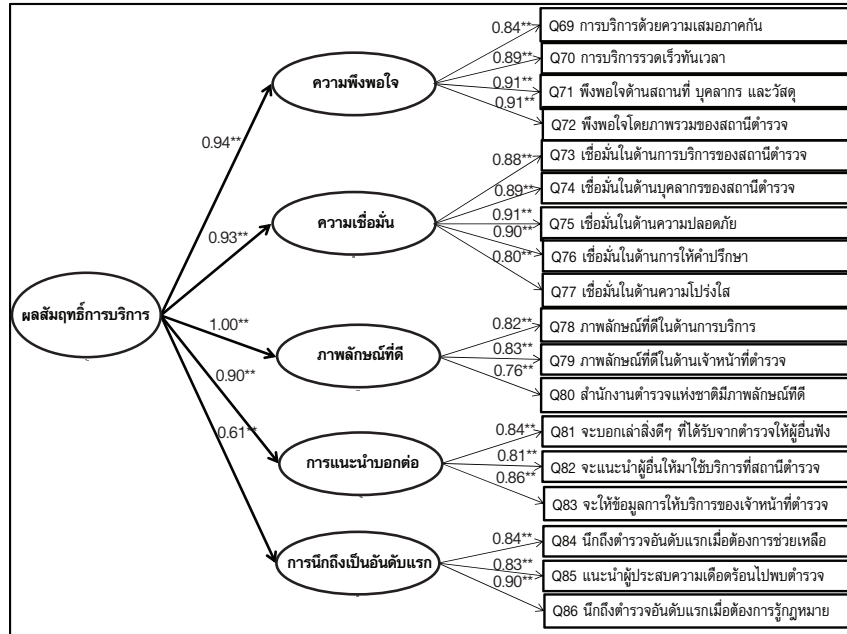 0.84**
Q69 การบริการด้วยความเสมอภาคกัน
0.89**
Q70 การบริการรวดเร็วทันเวลา
ความพึงพอใจ
0.91**
Q71 พึงพอใจด้านสถานที่ บุคลากร และวัสดุ
0.91**
Q72 พึงพอใจโดยภาพรวมของสถานีตำรวจ
0.94**
0.88**
Q73 เชื่อมั่นในด้านการบริการของสถานีตำรวจ
0.89**
Q74 เชื่อมั่นในด้านบุคลากรของสถานีตำรวจ
ความเชื่อมั่น
0.91**
Q75 เชื่อมั่นในด้านความปลอดภัย
0.93**
0.90**
Q76 เชื่อมั่นในด้านการให้คำปรึกษา
0.80**
Q77 เชื่อมั่นในด้านความโปร่งใส
ผลสัมฤทธิ์การบริการ
1.00**
0.82**
Q78 ภาพลักษณ์ที่ดีในด้านการบริการ
ภาพลักษณ์ที่ดี
0.83**
Q79 ภาพลักษณ์ที่ดีในด้านเจ้าหน้าที่ตำรวจ
0.90**
0.76**
Q80 สำนักงานตำรวจแห่งชาติมีภาพลักษณ์ที่ดี
0.61**
0.84**
Q81 จะบอกเล่าสิ่งดีๆ ที่ได้รับจากตำรวจให้ผู้อื่นฟัง
การแนะนำบอกต่อ
0.81**
Q82 จะแนะนำผู้อื่นให้มาใช้บริการที่สถานีตำรวจ
0.86**
Q83 จะให้ข้อมูลการให้บริการของเจ้าหน้าที่ตำรวจ
0.84**
Q84 นึกถึงตำรวจอันดับแรกเมื่อต้องการช่วยเหลือ
การนึกถึงเป็นอันดับแรก
0.83**
Q85 แนะนำผู้ประสบความเดือดร้อนไปพบตำรวจ
0.90**
Q86 นึกถึงตำรวจอันดับแรกเมื่อต้องการรู้กฎหมาย